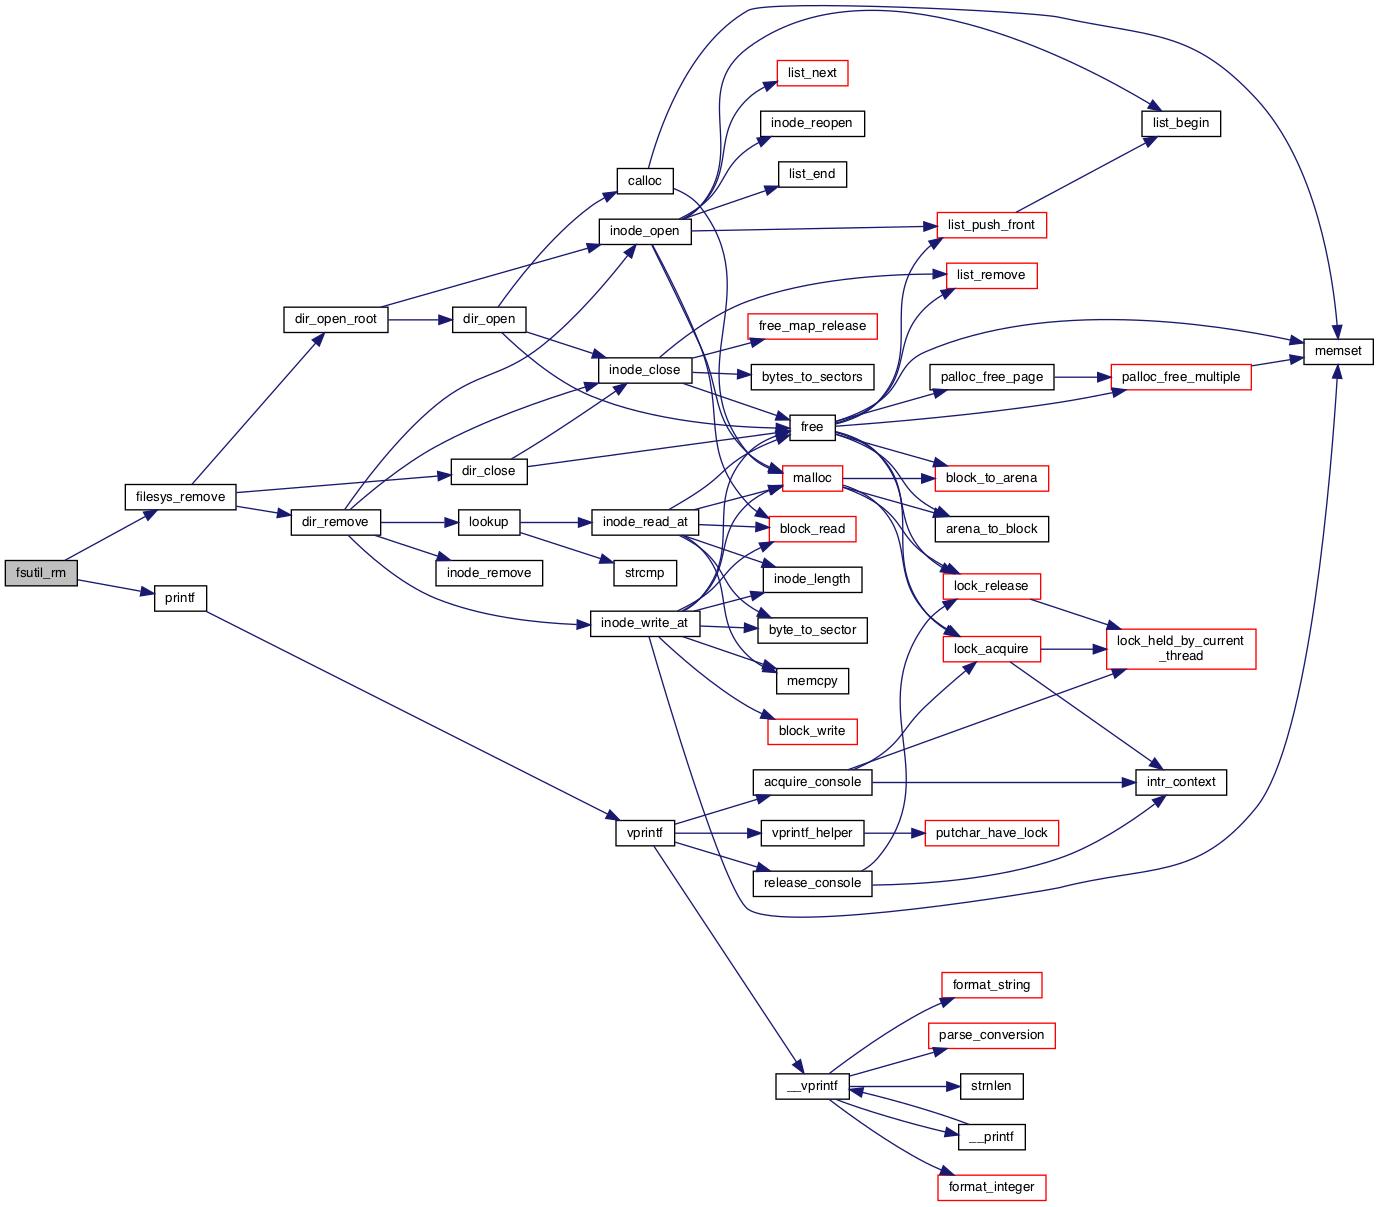 fsutil_rm
filesys_remove
printf
dir_open_root
dir_remove
dir_open
dir_close
lookup
inode_remove
calloc
inode_open
inode_close
inode_read_at
strcmp
inode_write_at
vprintf
list_next
inode_reopen
list_end
free_map_release
bytes_to_sectors
free
malloc
block_read
inode_length
byte_to_sector
memcpy
block_write
acquire_console
vprintf_helper
release_console
__vprintf
list_push_front
list_remove
palloc_free_page
block_to_arena
arena_to_block
lock_release
lock_acquire
putchar_have_lock
format_string
parse_conversion
strnlen
__printf
format_integer
list_begin
palloc_free_multiple
lock_held_by_current
_thread
intr_context
memset